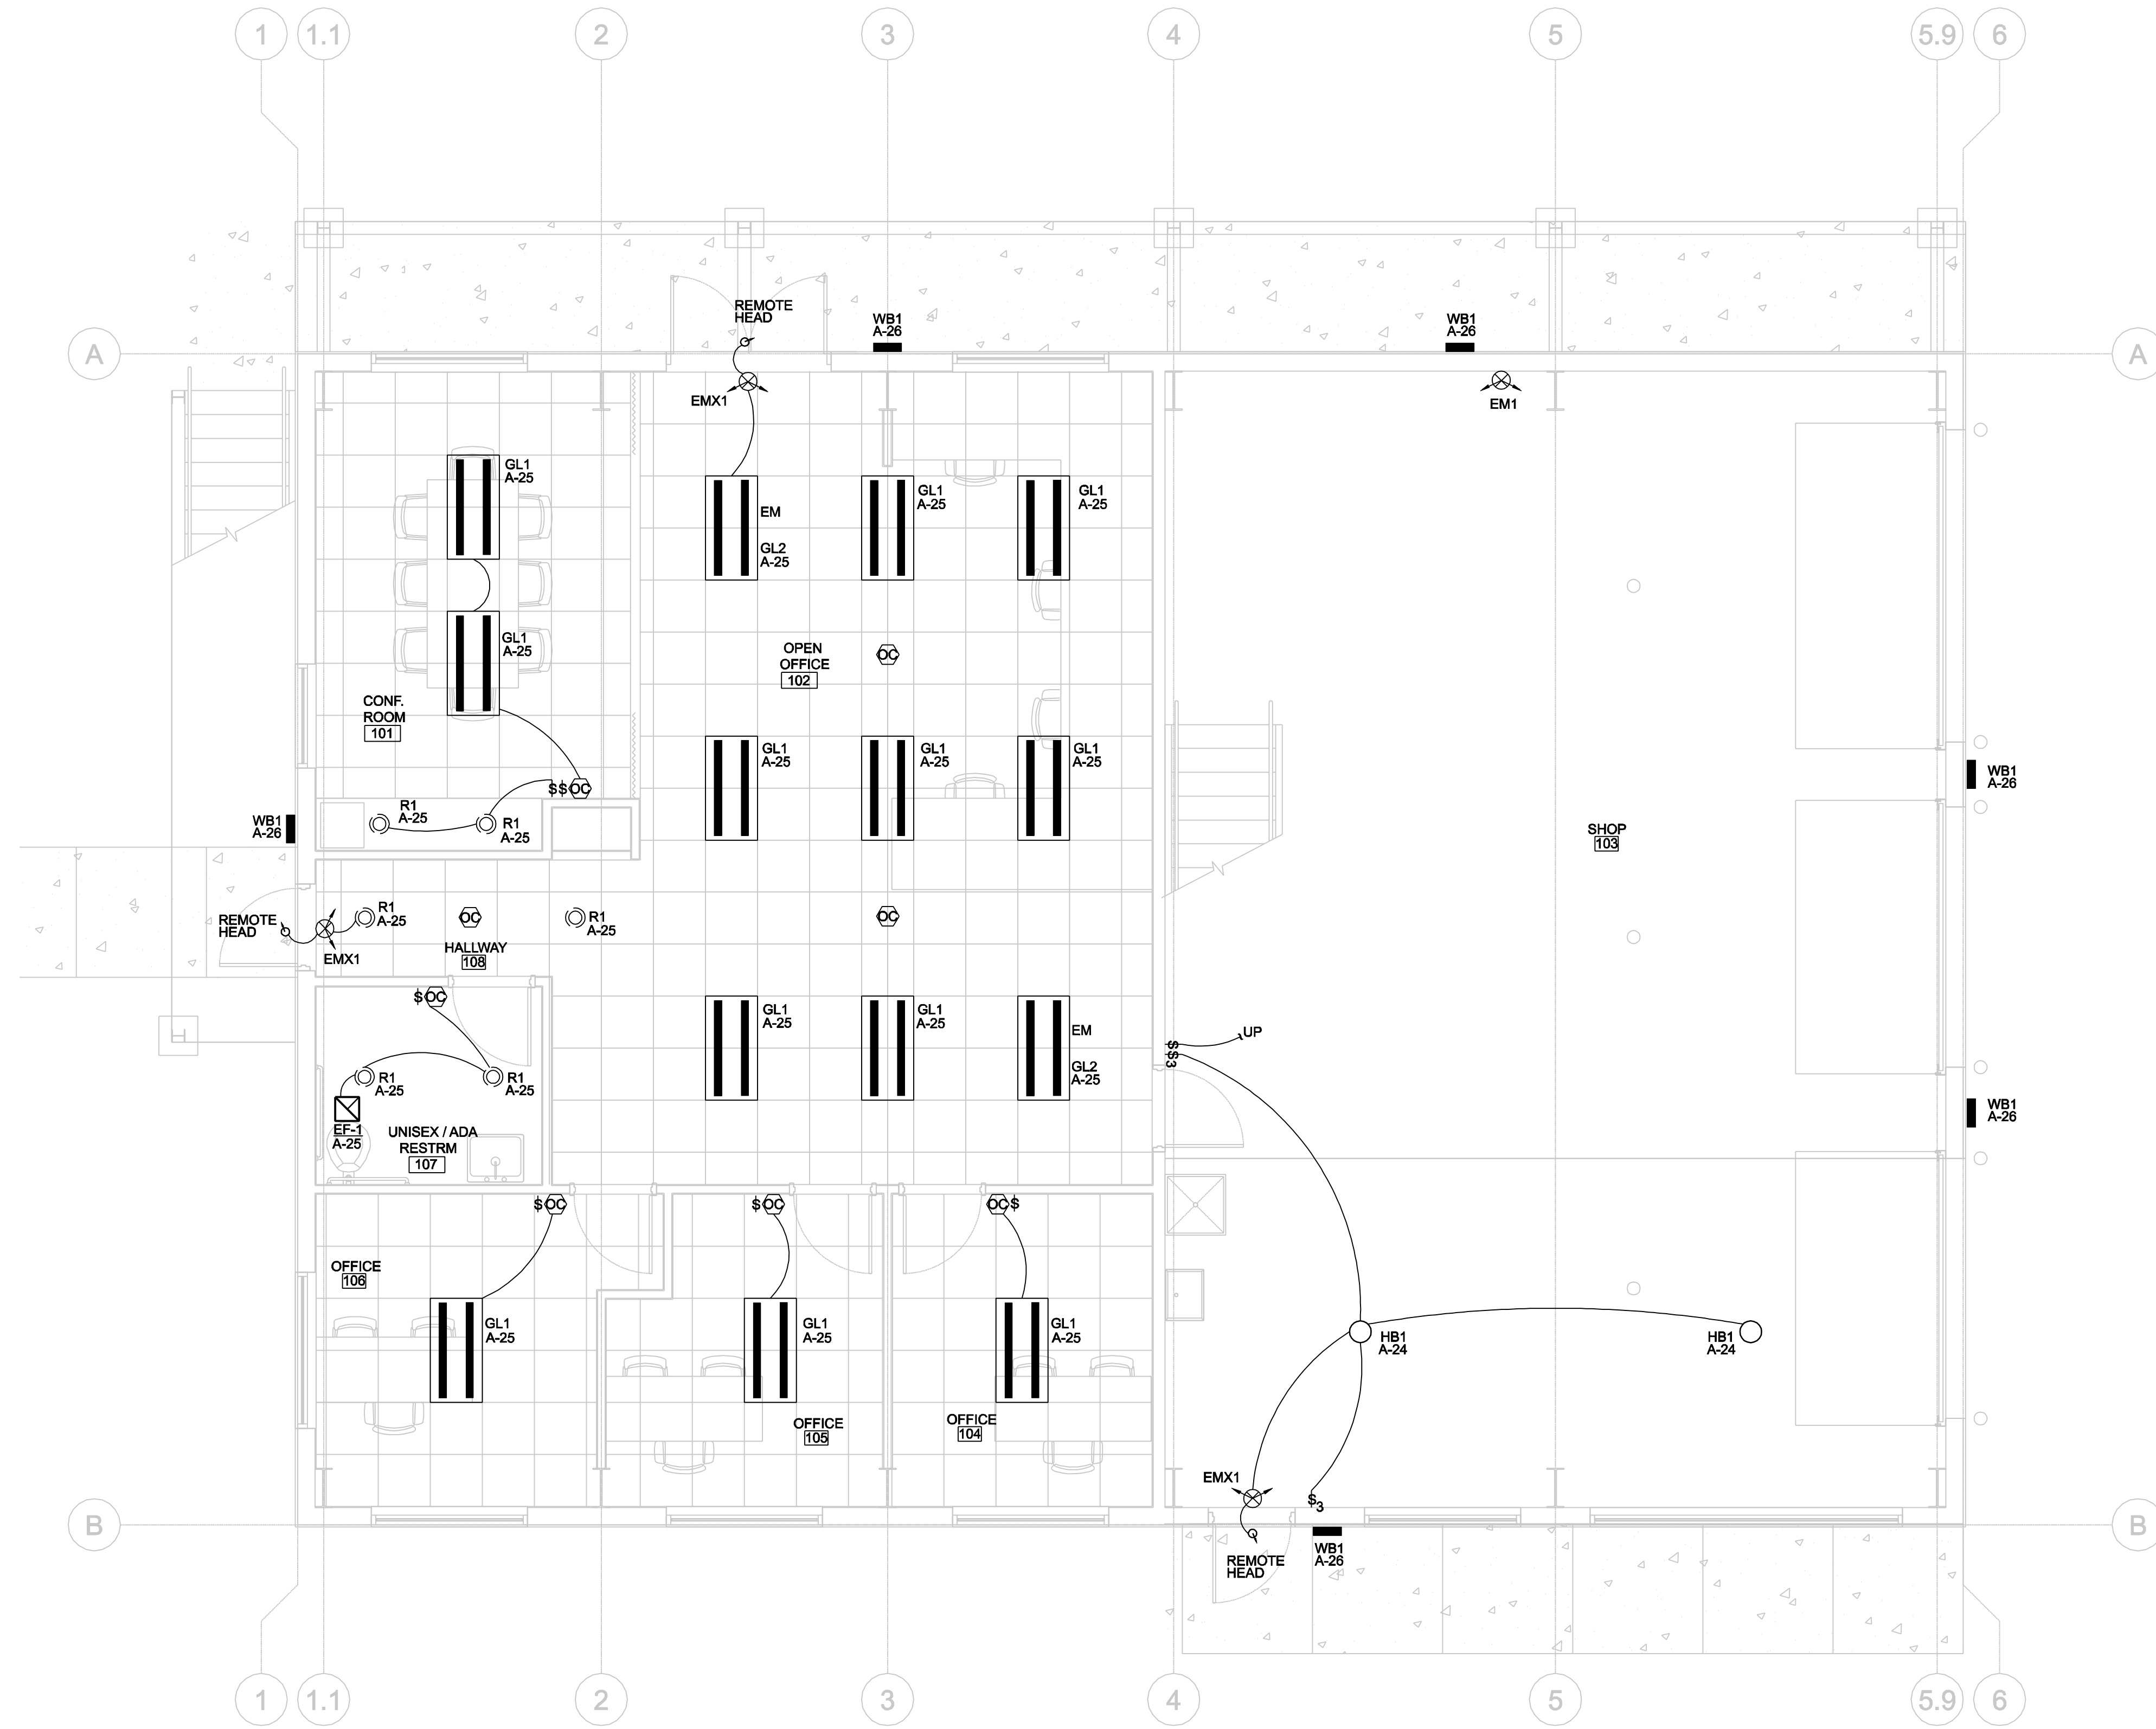 1 1.1 2 3 4 5 5.9 6
REMOTE
HEAD
WB1
A-26
WB1
A-26
A
A
EMX1
EM1
GL1
A-25
EM
GL2
A-25
GL1
A-25
GL1
A-25
GL1
A-25
OPEN
OFFICE
102
OC
CONF.
ROOM
101
GL1
A-25
GL1
A-25
GL1
A-25
$$OC
WB1
A-26
R1
A-25
R1
A-25
WB1
A-26
SHOP
103
REMOTE
HEAD
R1
A-25
OC
R1
A-25
OC
EMX1
HALLWAY
108
$OC
GL1
A-25
GL1
A-25
EM
GL2
A-25
UP
$$3
R1
A-25
R1
A-25
WB1
A-26
EF-1
A-25
UNISEX / ADA
RESTRM
107
$OC
$OC
OC$
OFFICE
106
GL1
A-25
GL1
A-25
GL1
A-25
HB1
A-24
HB1
A-24
OFFICE
105
OFFICE
104
EMX1
$3
B
B
WB1
A-26
REMOTE
HEAD
1 1.1 2 3 4 5 5.9 6